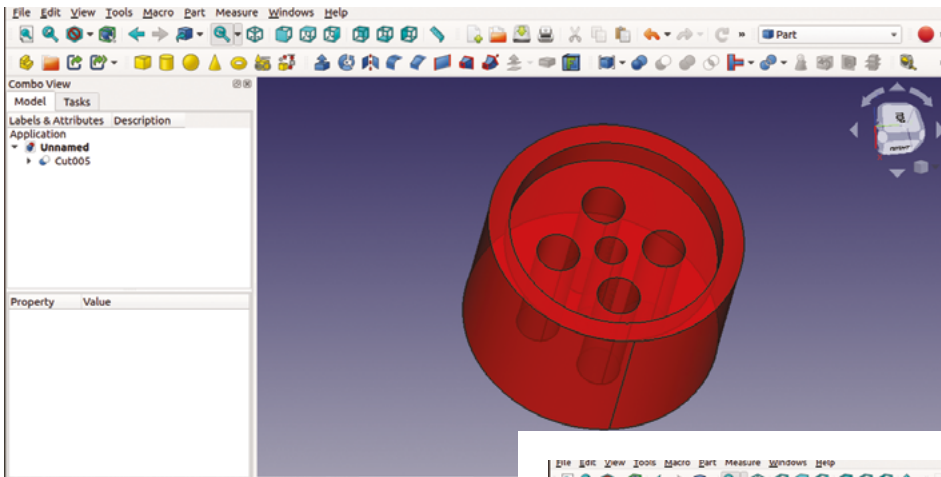 File Edit View Tools Macro Part Measure Windows Help
Part
Combo View
Model Tasks
Labels & Attributes Description
Application
Unnamed
Cut005
Property Value
File Edit View Tools Macro Part Measure Windows Help